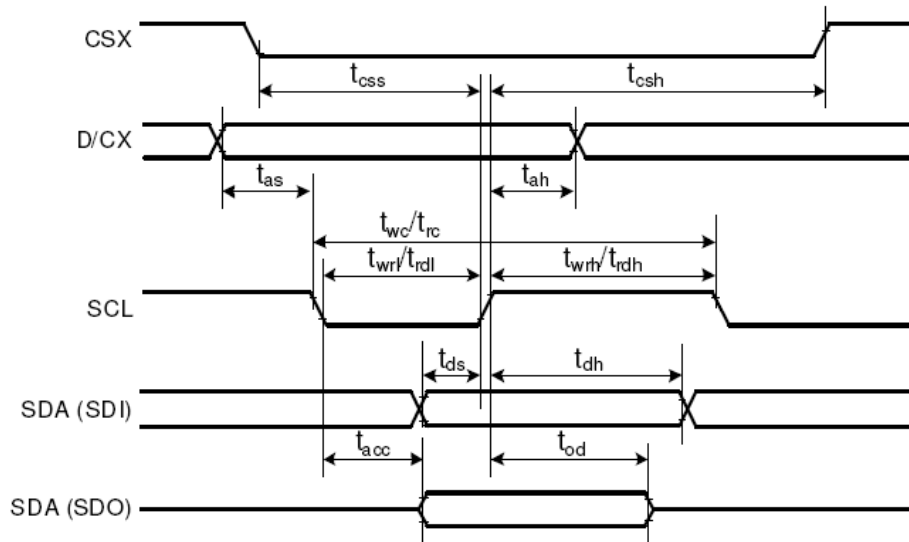 CSX
t_css t_csh
D/CX
t_as t_ah
t_wc/t_rc
t_wrl/t_rdl t_wrh/t_rdh
SCL
t_ds t_dh
SDA (SDI)
t_acc t_od
SDA (SDO)